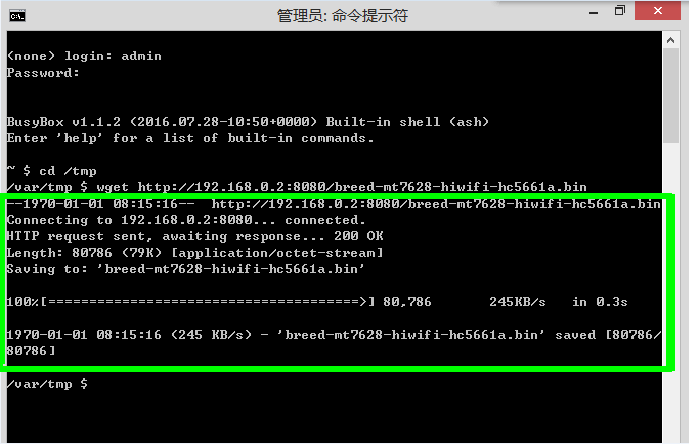 管理员: 命令提示符
(none) login: admin
Password:
BusyBox v1.1.2 (2016.07.28-10:50+0000) Built-in shell (ash)
Enter 'help' for a list of built-in commands.
~ $ cd /tmp
/var/tmp $ wget http://192.168.0.2:8080/breed-mt7628-hiwifi-hc5661a.bin
--1970-01-01 08:15:16--  http://192.168.0.2:8080/breed-mt7628-hiwifi-hc5661a.bin
Connecting to 192.168.0.2:8080... connected.
HTTP request sent, awaiting response... 200 OK
Length: 80786 (79K) [application/octet-stream]
Saving to: 'breed-mt7628-hiwifi-hc5661a.bin'
100%[======================================>] 80,786       245KB/s   in 0.3s
1970-01-01 08:15:16 (245 KB/s) - 'breed-mt7628-hiwifi-hc5661a.bin' saved [80786/
80786]
/var/tmp $